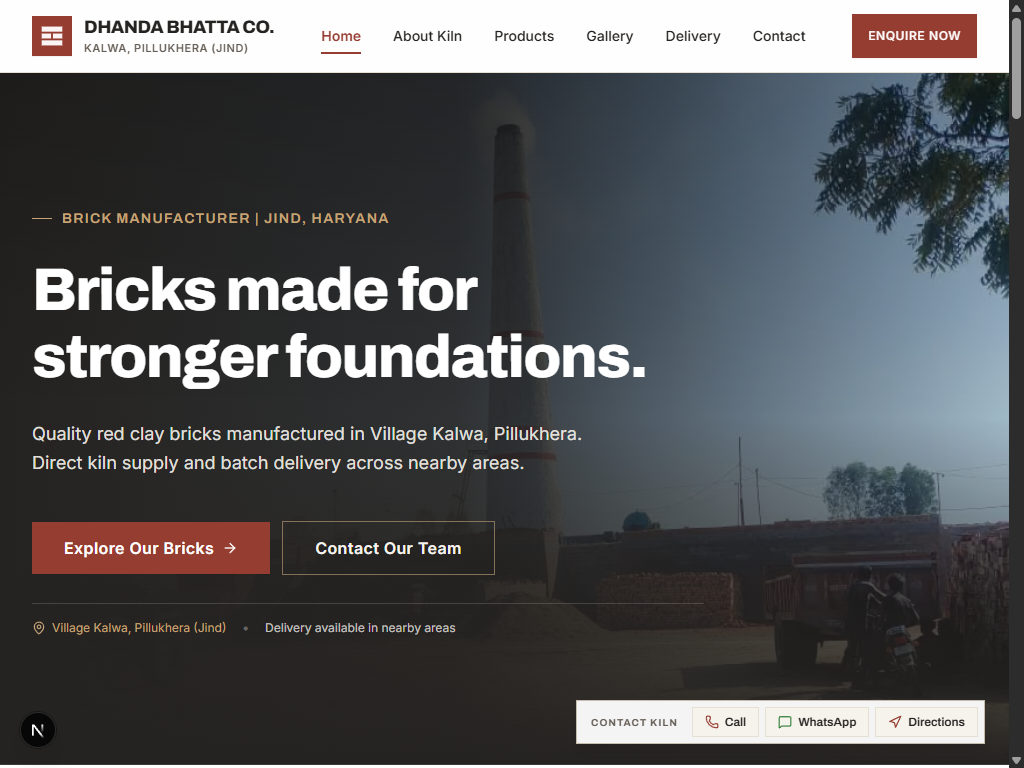 DHANDA BHATTA CO.
KALWA, PILLUKHERA (JIND)
Home
About Kiln
Products
Gallery
Delivery
Contact
ENQUIRE NOW
BRICK MANUFACTURER | JIND, HARYANA
Bricks made for
stronger foundations.
Quality red clay bricks manufactured in Village Kalwa, Pillukhera.
Direct kiln supply and batch delivery across nearby areas.
Explore Our Bricks
Contact Our Team
Village Kalwa, Pillukhera (Jind) • Delivery available in nearby areas
CONTACT KILN
Call
WhatsApp
Directions
N